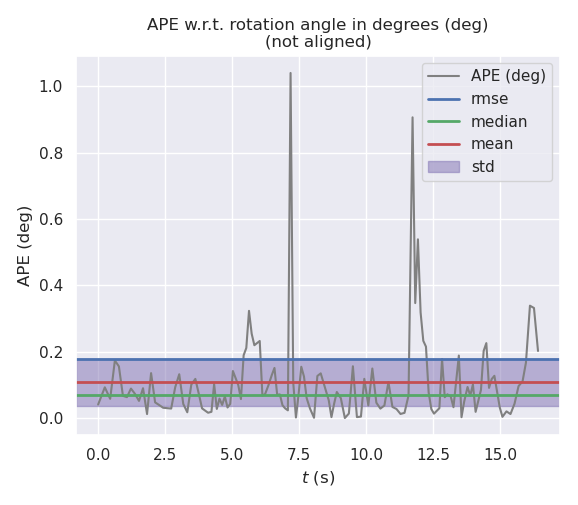 APE w.r.t. rotation angle in degrees (deg)
(not aligned)
APE (deg)
rmse
median
mean
std
1.0
0.8
0.6
0.4
0.2
0.0
APE (deg)
0.0 2.5 5.0 7.5 10.0 12.5 15.0
t (s)